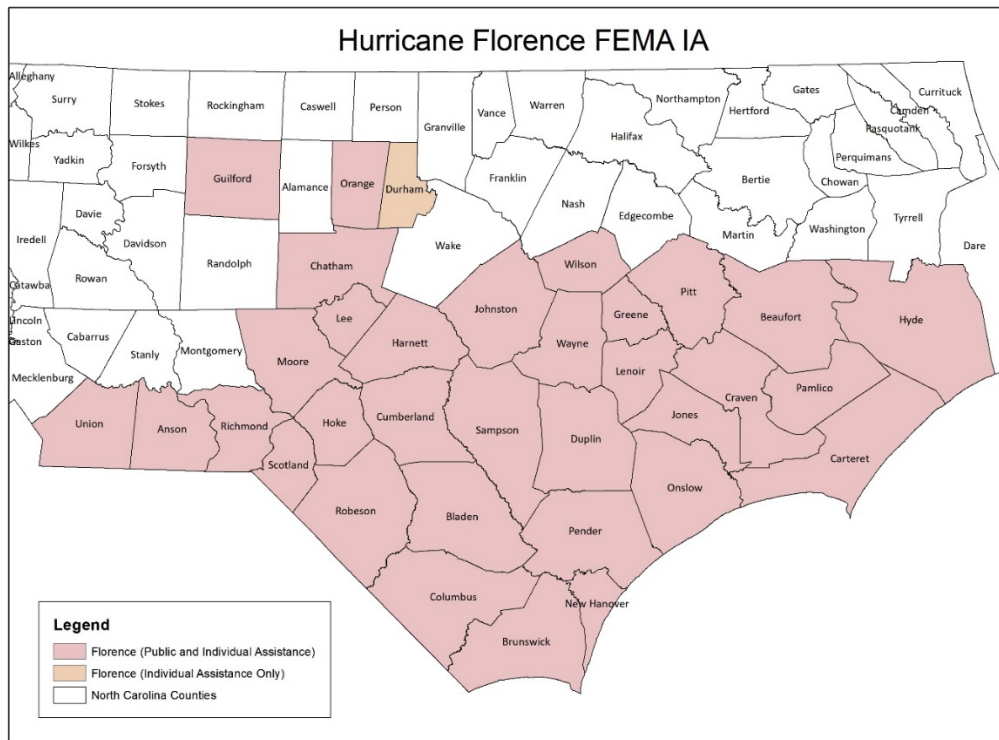 Hurricane Florence FEMA IA
Alleghany
Surry
Stokes
Rockingham
Caswell
Person
Granville
Vance
Warren
Northampton
Hertford
Gates
Camden
Currituck
Pasquotank
Halifax
Wilkes
Yadkin
Forsyth
Guilford
Alamance
Orange
Durham
Franklin
Nash
Edgecombe
Bertie
Perquimans
Chowan
Martin
Washington
Tyrrell
Dare
Iredell
Davie
Davidson
Randolph
Chatham
Wake
Rowan
Catawba
Wilson
Johnston
Pitt
Greene
Beaufort
Hyde
Lincoln
Gaston
Cabarrus
Stanly
Montgomery
Moore
Lee
Harnett
Wayne
Lenoir
Craven
Pamlico
Mecklenburg
Union
Anson
Richmond
Hoke
Cumberland
Sampson
Duplin
Jones
Carteret
Scotland
Robeson
Bladen
Onslow
Pender
Columbus
New Hanover
Brunswick
Legend
Florence (Public and Individual Assistance)
Florence (Individual Assistance Only)
North Carolina Counties